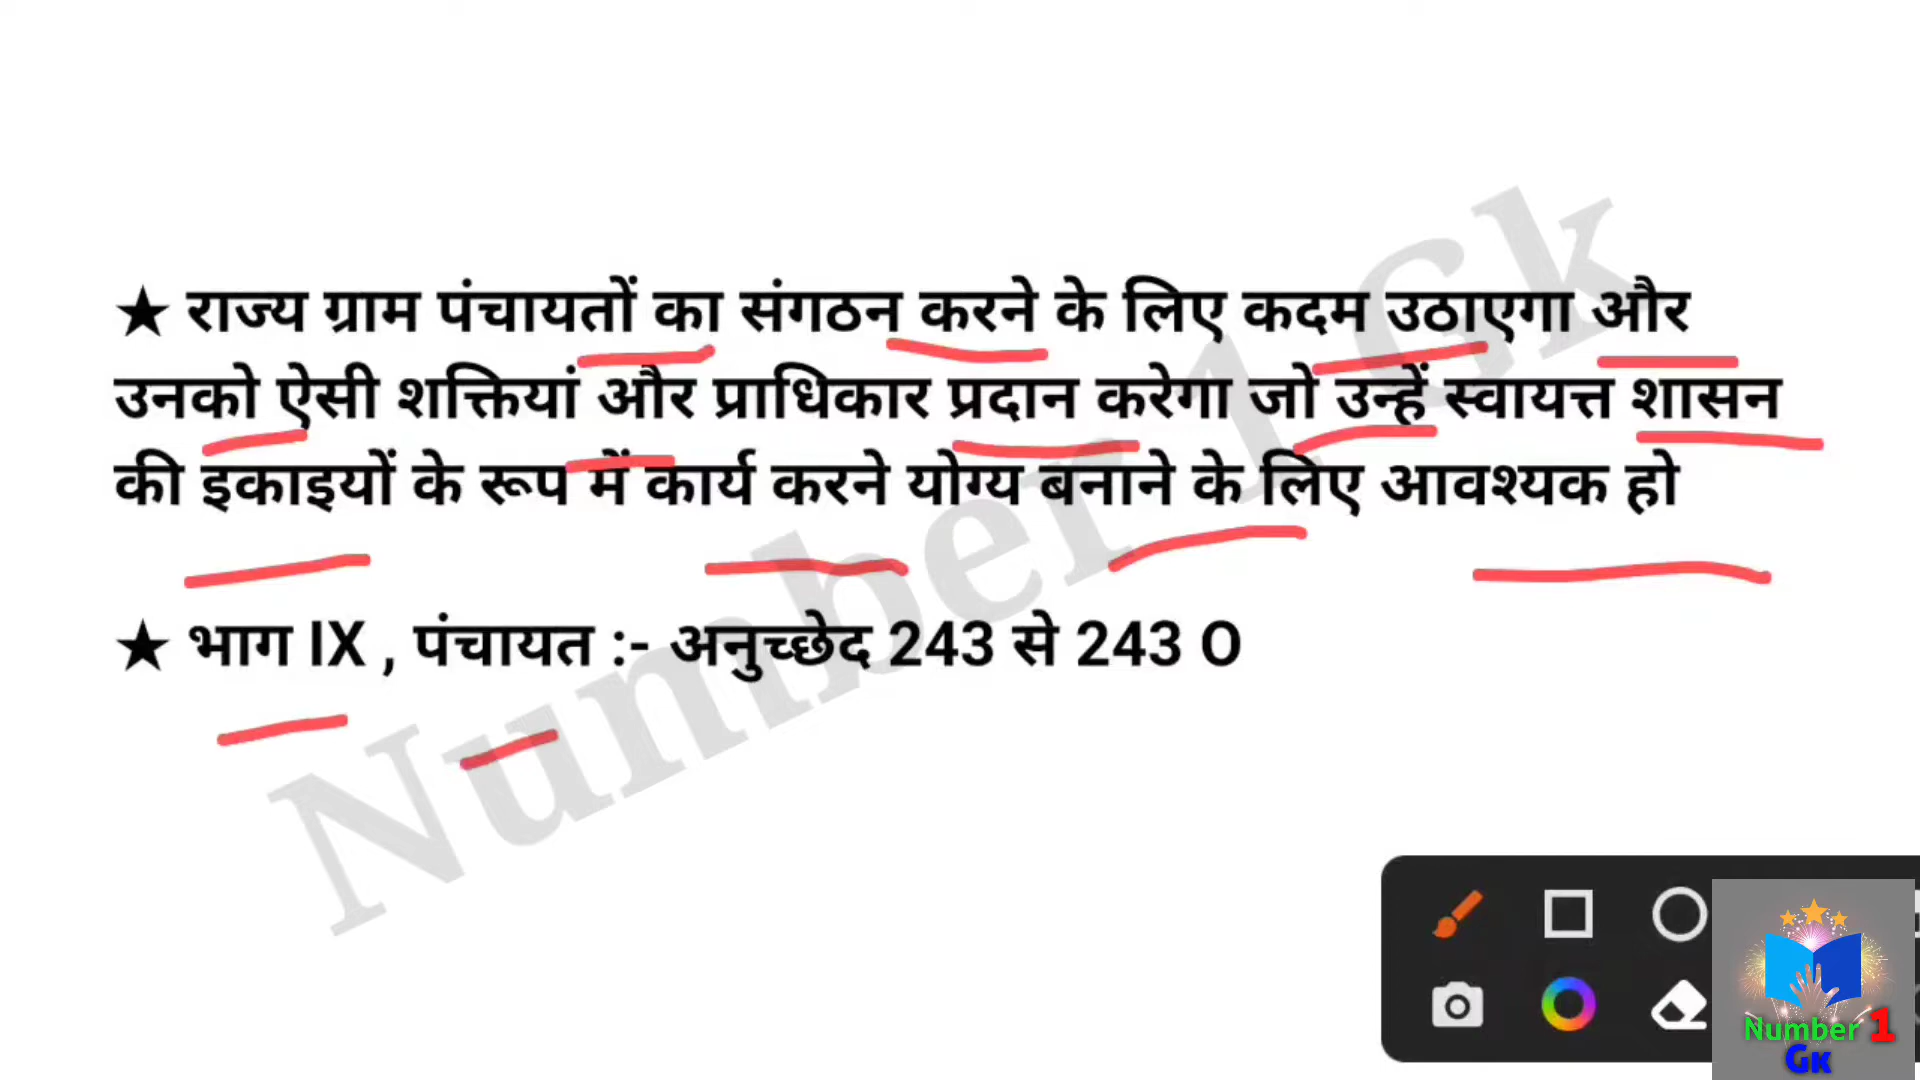 ★ राज्य ग्राम पंचायतों का संगठन करने के लिए कदम उठाएगा और
उनको ऐसी शक्तियां और प्राधिकार प्रदान करेगा जो उन्हें स्वायत्त शासन
की इकाइयों के रूप में कार्य करने योग्य बनाने के लिए आवश्यक हो
★ भाग IX , पंचायत :- अनुच्छेद 243 से 243 O
Number 1 Gk
Number 1
GK